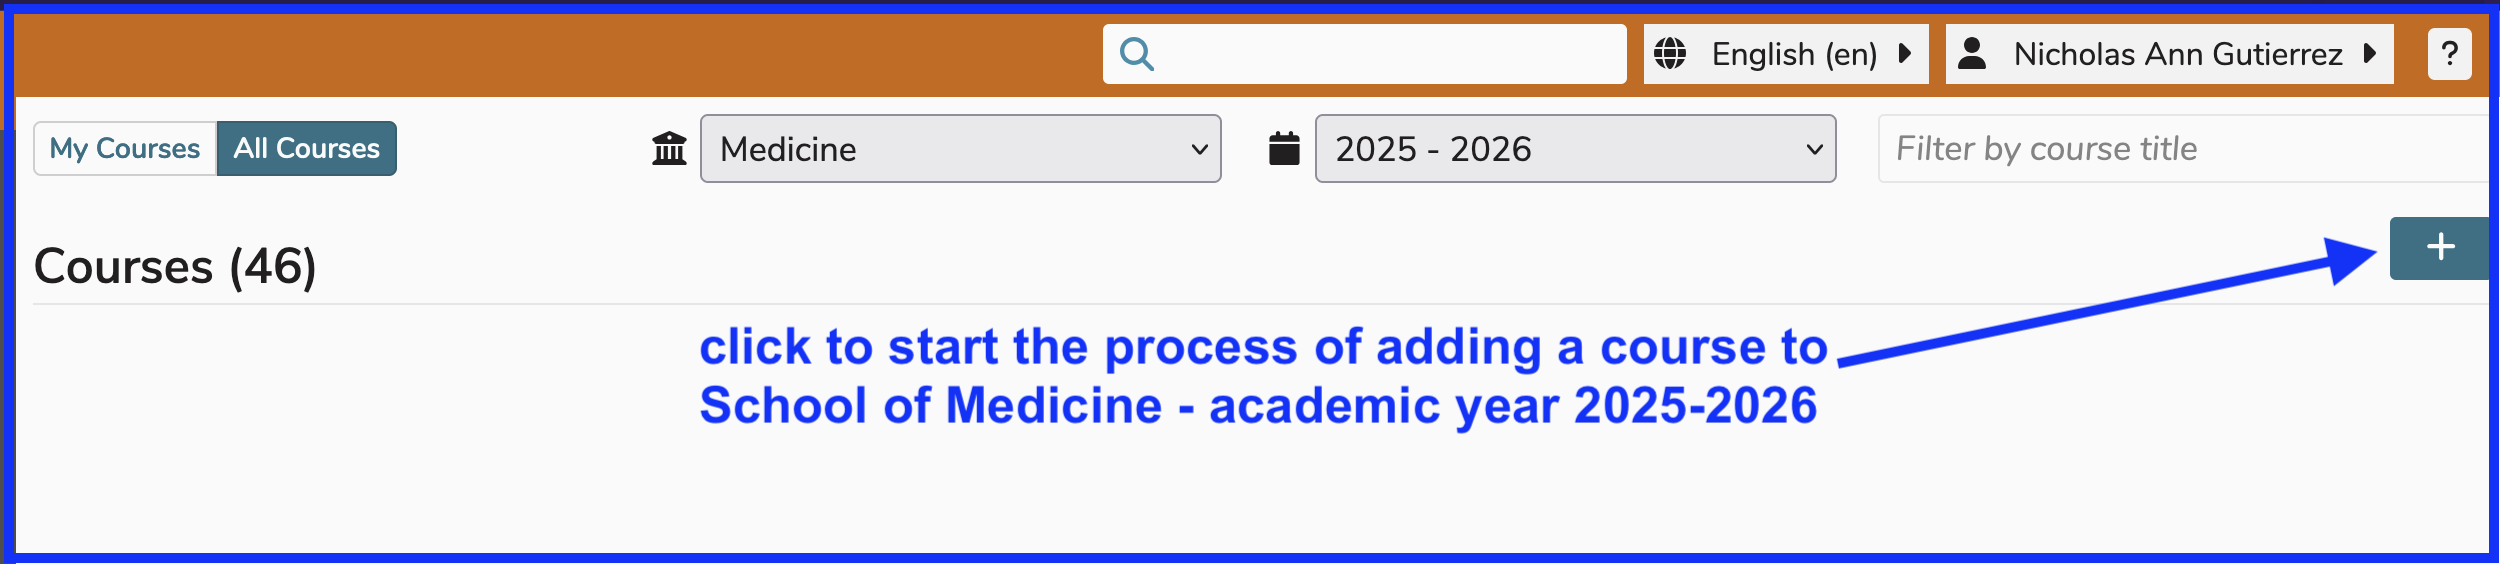 English (en)
Nicholas Ann Gutierrez
?
My Courses
All Courses
Medicine
2025 - 2026
Filter by course title
Courses (46)
+
click to start the process of adding a course to
School of Medicine - academic year 2025-2026